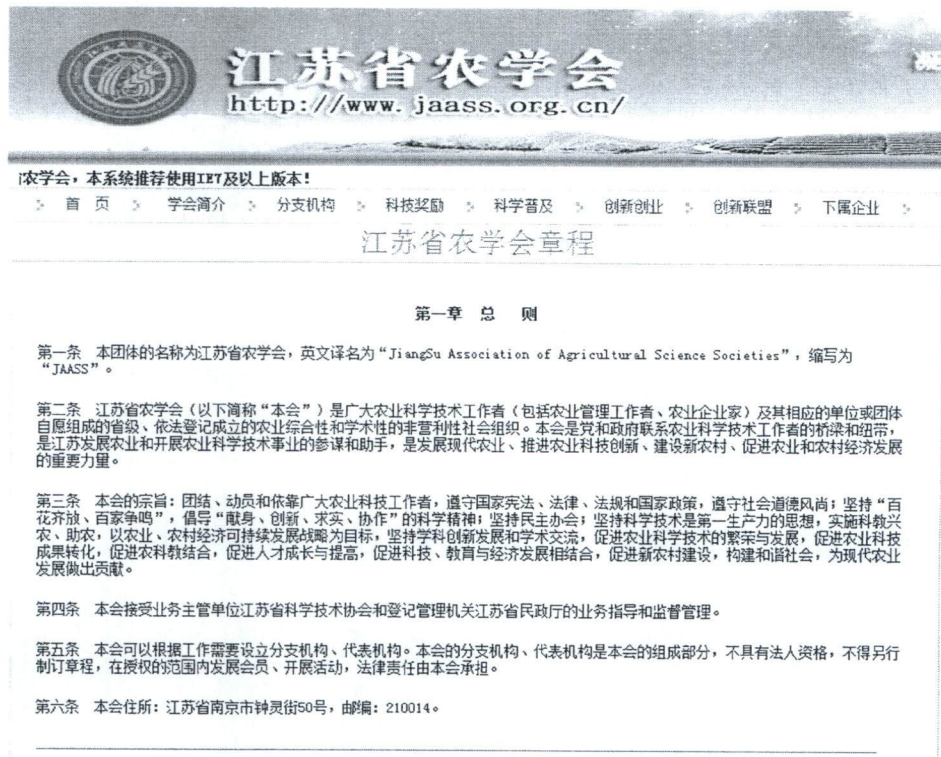 江苏省农学会
http://www.jaass.org.cn/
农学会，本系统推荐使用IE7及以上版本！
首 页 学会简介 分支机构 科技奖励 科学普及 创新创业 创新联盟 下属企业
江苏省农学会章程
第一章 总 则
第一条 本团体的名称为江苏省农学会，英文译名为“JiangSu Association of Agricultural Science Societies”，缩写为
“JAASS”。
第二条 江苏省农学会（以下简称“本会”）是广大农业科学技术工作者（包括农业管理工作者、农业企业家）及其相应的单位或团体
自愿组成的省级、依法登记成立的农业综合性和学术性的非营利性社会组织。本会是党和政府联系农业科学技术工作者的桥梁和纽带，
是江苏发展农业和开展农业科学技术事业的参谋和助手，是发展现代农业、推进农业科技创新、建设新农村、促进农业和农村经济发展
的重要力量。
第三条 本会的宗旨：团结、动员和依靠广大农业科技工作者，遵守国家宪法、法律、法规和国家政策，遵守社会道德风尚；坚持“百
花齐放、百家争鸣”，倡导“献身、创新、求实、协作”的科学精神；坚持民主办会；坚持科学技术是第一生产力的思想，实施科教兴
农、助农，以农业、农村经济可持续发展战略为目标，坚持学科创新发展和学术交流，促进农业科学技术的繁荣与发展，促进农业科技
成果转化，促进农科教结合，促进人才成长与提高，促进科技、教育与经济发展相结合，促进新农村建设，构建和谐社会，为现代农业
发展做出贡献。
第四条 本会接受业务主管单位江苏省科学技术协会和登记管理机关江苏省民政厅的业务指导和监督管理。
第五条 本会可以根据工作需要设立分支机构、代表机构。本会的分支机构、代表机构是本会的组成部分，不具有法人资格，不得另行
制订章程，在授权的范围内发展会员、开展活动，法律责任由本会承担。
第六条 本会住所：江苏省南京市钟灵街50号，邮编：210014。